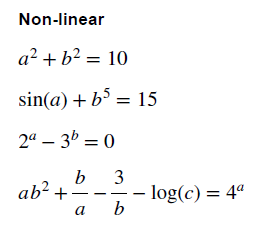 Non-linear
a² + b² = 10
sin(a) + b⁵ = 15
2ᵃ − 3ᵇ = 0
ab² + b/a − 3/b − log(c) = 4ᵃ